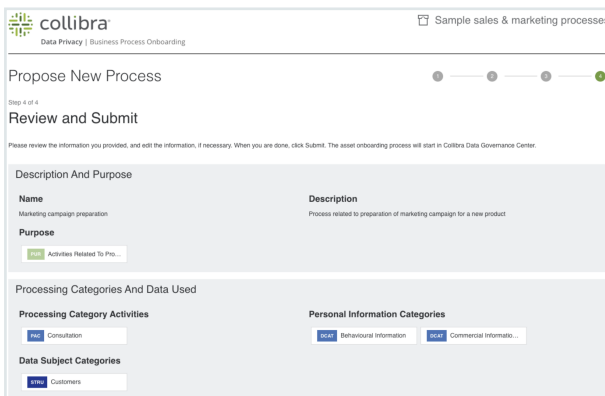 collibra
Sample sales & marketing processes
Data Privacy | Business Process Onboarding
Propose New Process
1 2 3 4
Step 4 of 4
Review and Submit
Please review the information you provided, and edit the information, if necessary. When you are done, click Submit. The asset onboarding process will start in Collibra Data Governance Center.
Description And Purpose
Name Description
Marketing campaign preparation Process related to preparation of marketing campaign for a new product
Purpose
PUR Activities Related To Pro...
Processing Categories And Data Used
Processing Category Activities Personal Information Categories
PAC Consultation DCAT Behavioural Information DCAT Commercial Informatio...
Data Subject Categories
STRU Customers